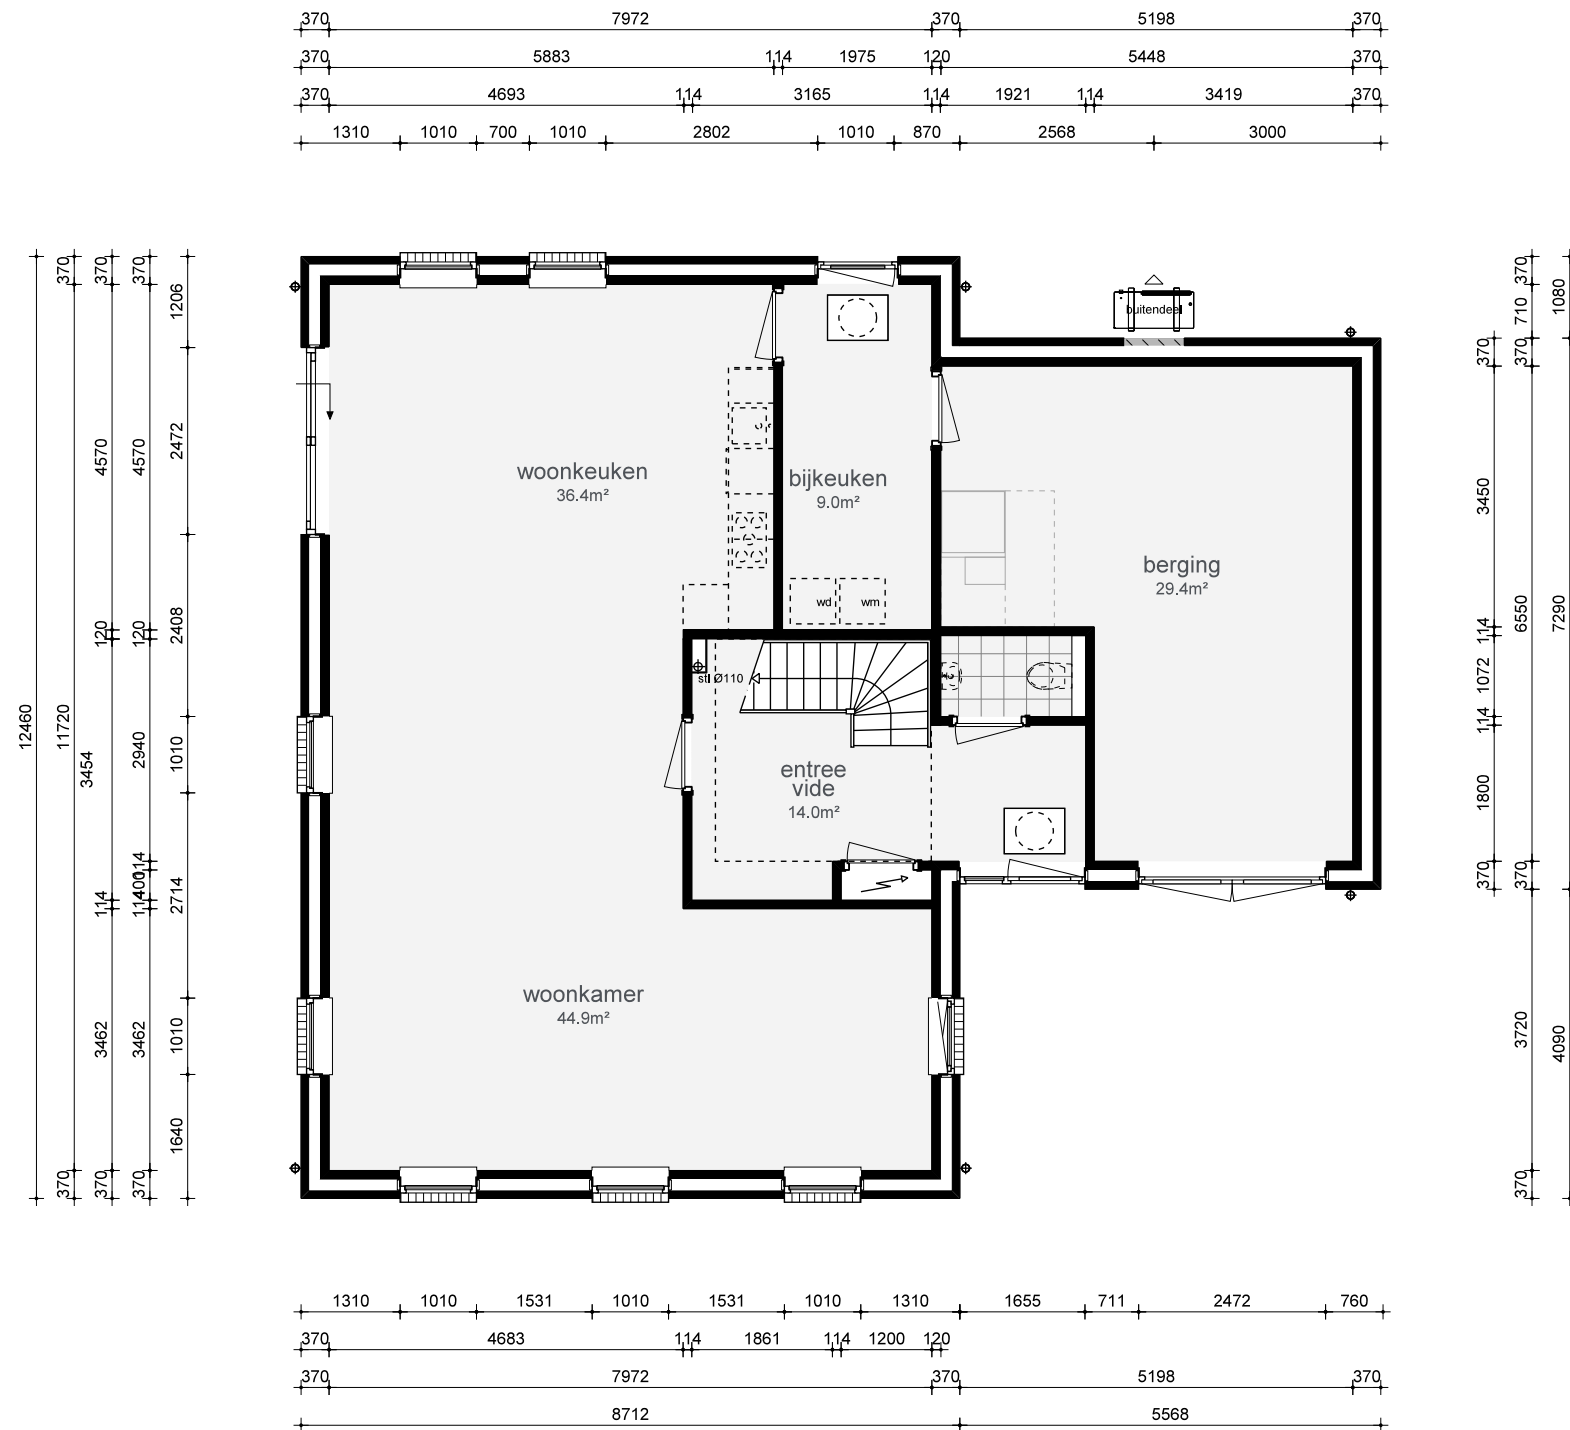 370 7972 370 5198 370
370 5883 114 1975 120 5448 370
370 4693 114 3165 114 1921 114 3419 370
1310 1010 700 1010 2802 1010 870 2568 3000
12460
370 11720 370
370 4570 120 3454 114 3462 370
370 4570 120 2940 114 400 114 3462 370
1206 2472 2408 1010 2714 1010 1640
buitendeel
woonkeuken
36.4m²
bijkeuken
9.0m²
berging
29.4m²
wd wm
stl Ø110
entree
vide
14.0m²
woonkamer
44.9m²
370 3450 114 1072 114 1800 370
370 710 370 6550 370 3720 370
1080 7290 4090
1310 1010 1531 1010 1531 1010 1310 1655 711 2472 760
370 4683 114 1861 114 1200 120
370 7972 370 5198 370
8712 5568